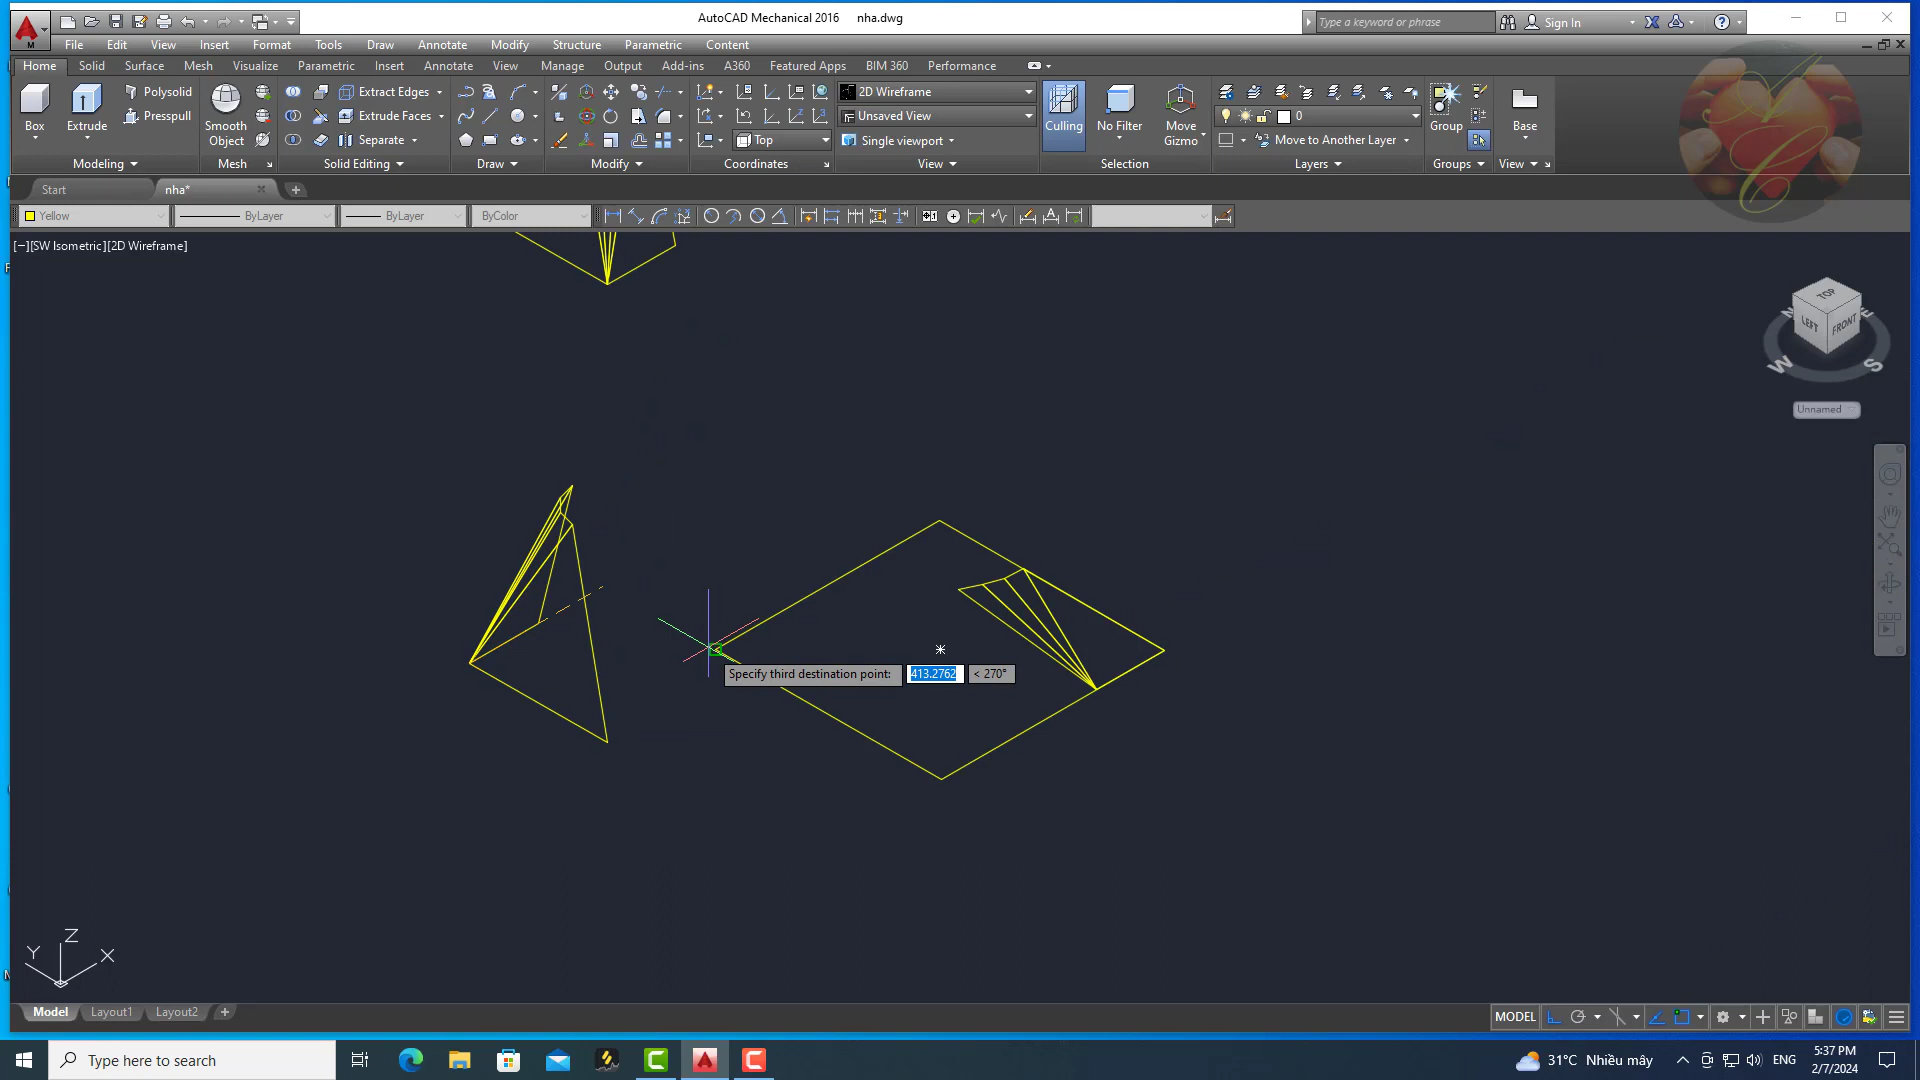 AutoCAD Mechanical 2016 nha.dwg
Type a keyword or phrase
Sign In
M
File Edit View Insert Format Tools Draw Annotate Modify Structure Parametric Content
Home Solid Surface Mesh Visualize Parametric Insert Annotate View Manage Output Add-ins A360 Featured Apps BIM 360 Performance
Box
Extrude
Polysolid
Presspull
Smooth
Object
Extract Edges
Extrude Faces
Separate
Top
2D Wireframe
Unsaved View
Single viewport
Culling
No Filter
Move
Gizmo
0
Move to Another Layer
Group
Base
Modeling Mesh Solid Editing Draw Modify Coordinates View Selection Layers Groups View
Start nha*
Yellow ByLayer ByLayer ByColor
[−][SW Isometric][2D Wireframe]
TOP
LEFT FRONT
N E
W S
Unnamed
Specify third destination point: 413.2762 < 270°
Z
Y X
Model Layout1 Layout2
MODEL
Type here to search
31°C Nhiều mây
ENG
5:37 PM
2/7/2024